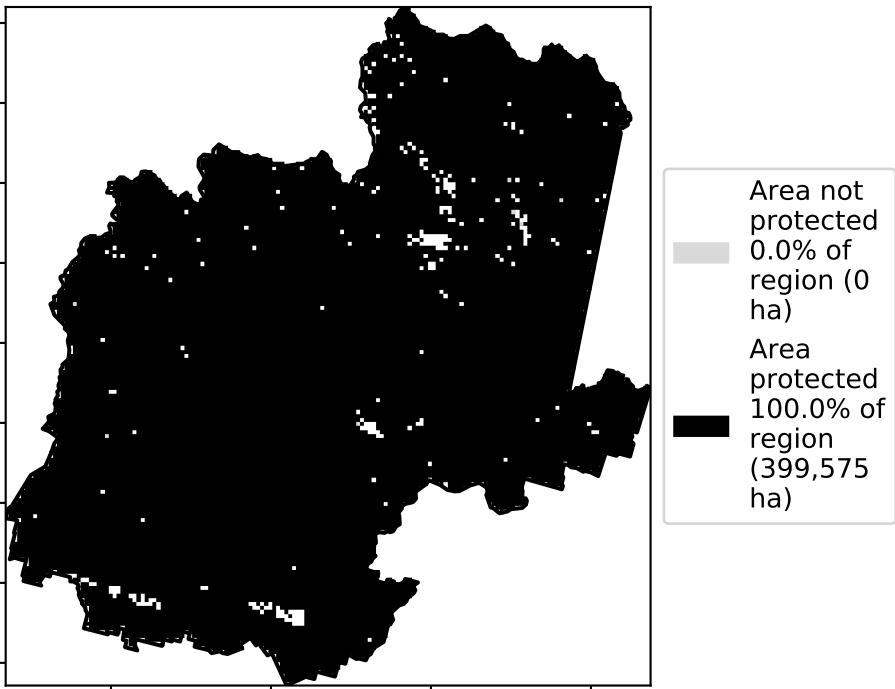 Area not
protected
0.0% of
region (0
ha)
Area
protected
100.0% of
region
(399,575
ha)